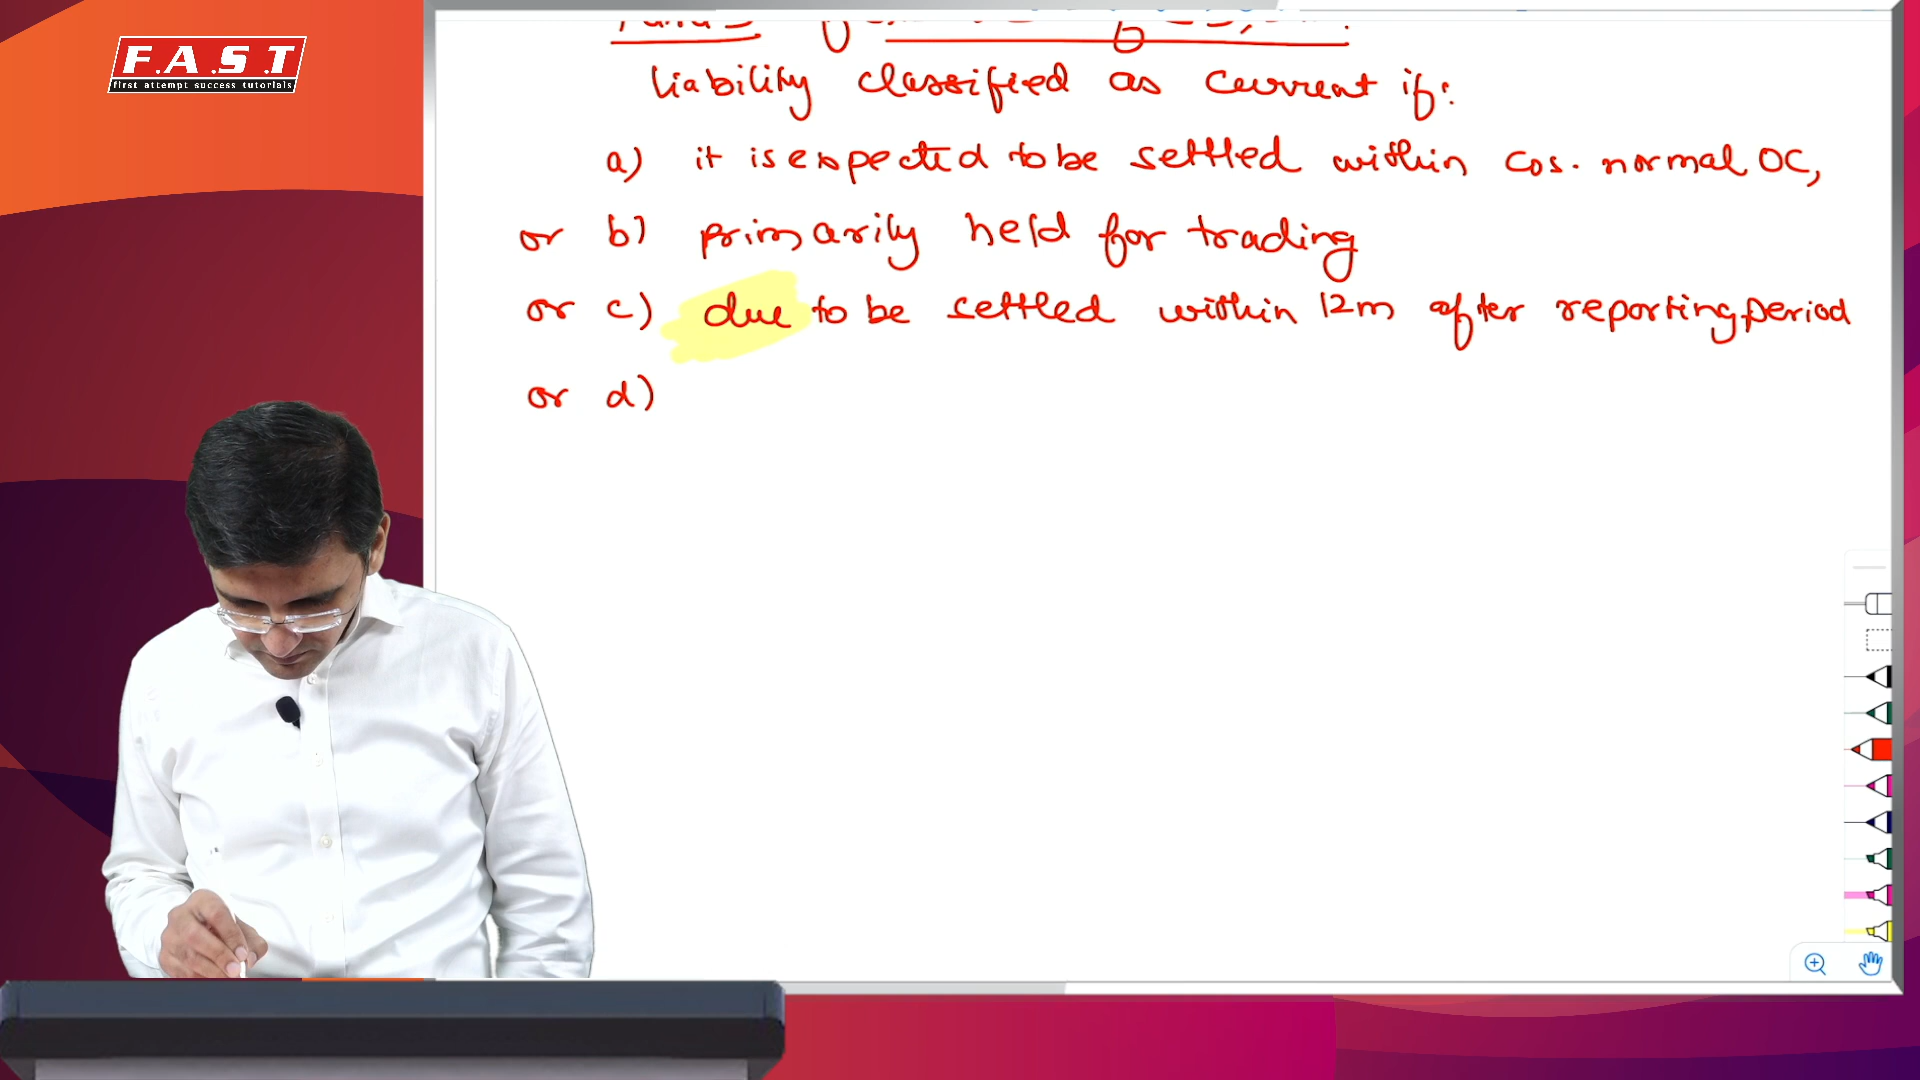 F.A.S.T
first attempt success tutorials
liability classified as current if:
a) it is expected to be settled within cos. normal OC,
or b) primarily held for trading
or c) due to be settled within 12m after reporting period
or d)